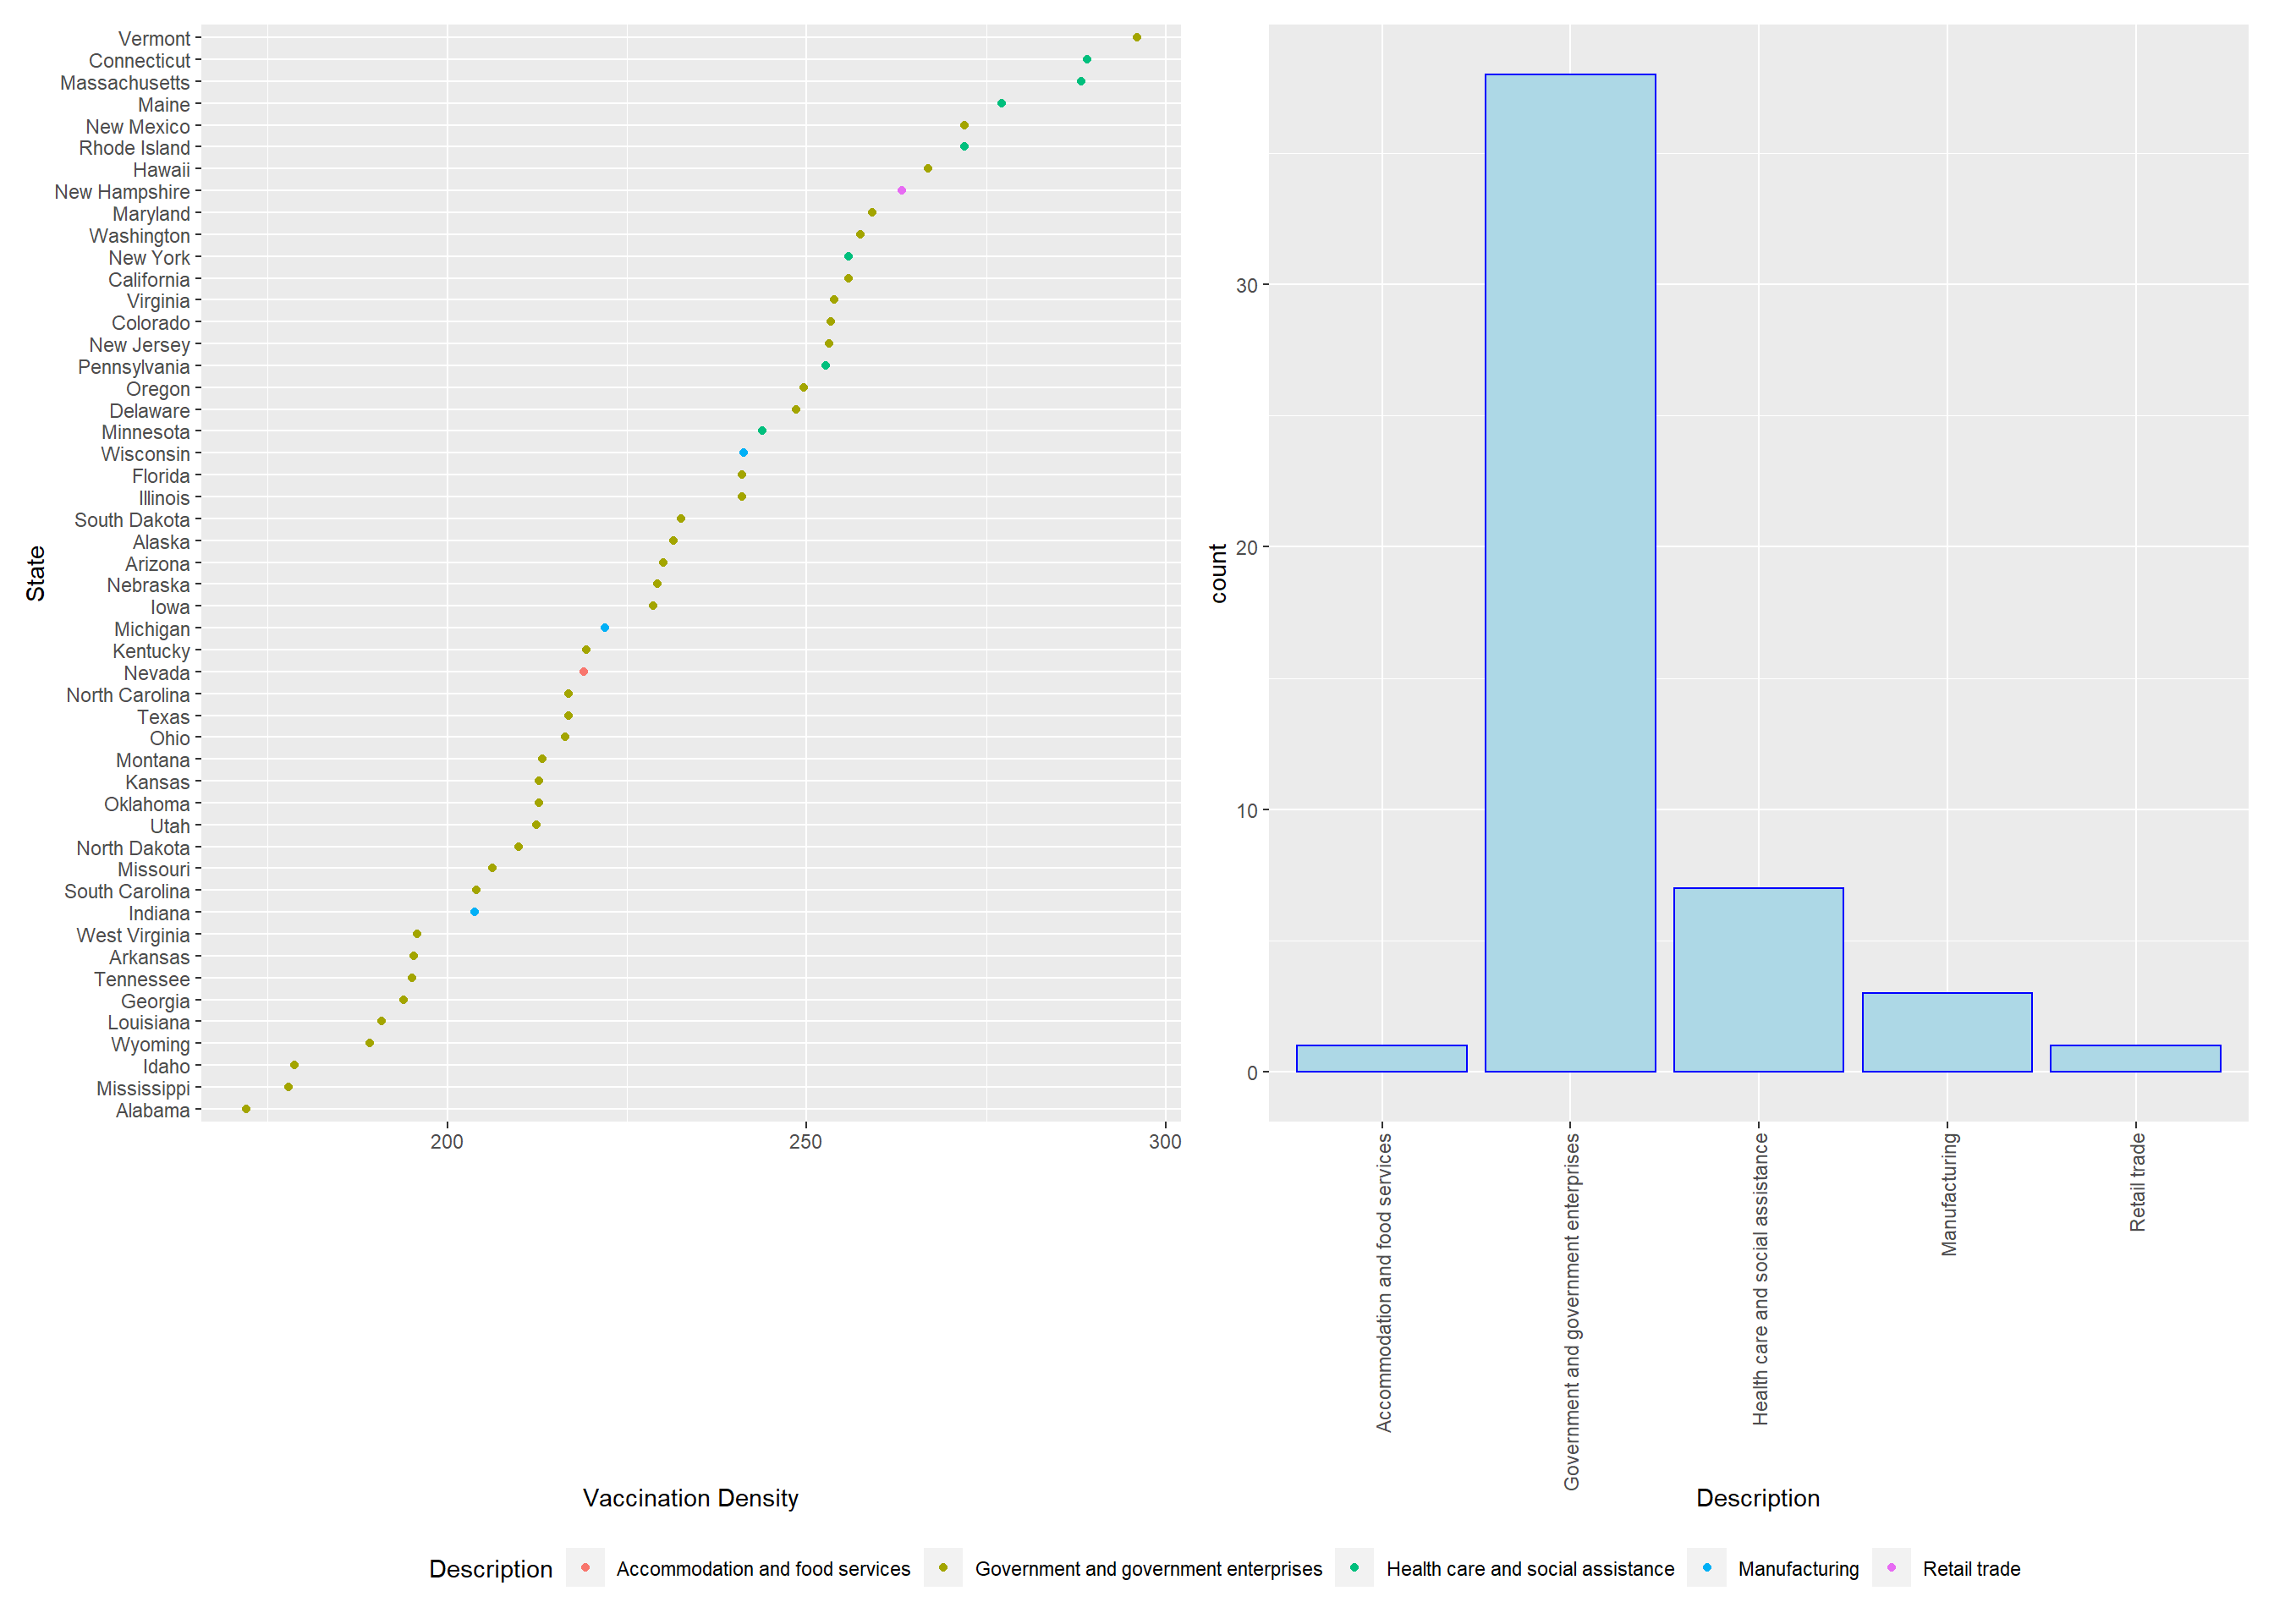 State
Vermont
Connecticut
Massachusetts
Maine
New Mexico
Rhode Island
Hawaii
New Hampshire
Maryland
Washington
New York
California
Virginia
Colorado
New Jersey
Pennsylvania
Oregon
Delaware
Minnesota
Wisconsin
Florida
Illinois
South Dakota
Alaska
Arizona
Nebraska
Iowa
Michigan
Kentucky
Nevada
North Carolina
Texas
Ohio
Montana
Kansas
Oklahoma
Utah
North Dakota
Missouri
South Carolina
Indiana
West Virginia
Arkansas
Tennessee
Georgia
Louisiana
Wyoming
Idaho
Mississippi
Alabama
200 250 300
Vaccination Density
count
30
20
10
0
Accommodation and food services
Government and government enterprises
Health care and social assistance
Manufacturing
Retail trade
Description
Description Accommodation and food services Government and government enterprises Health care and social assistance Manufacturing Retail trade